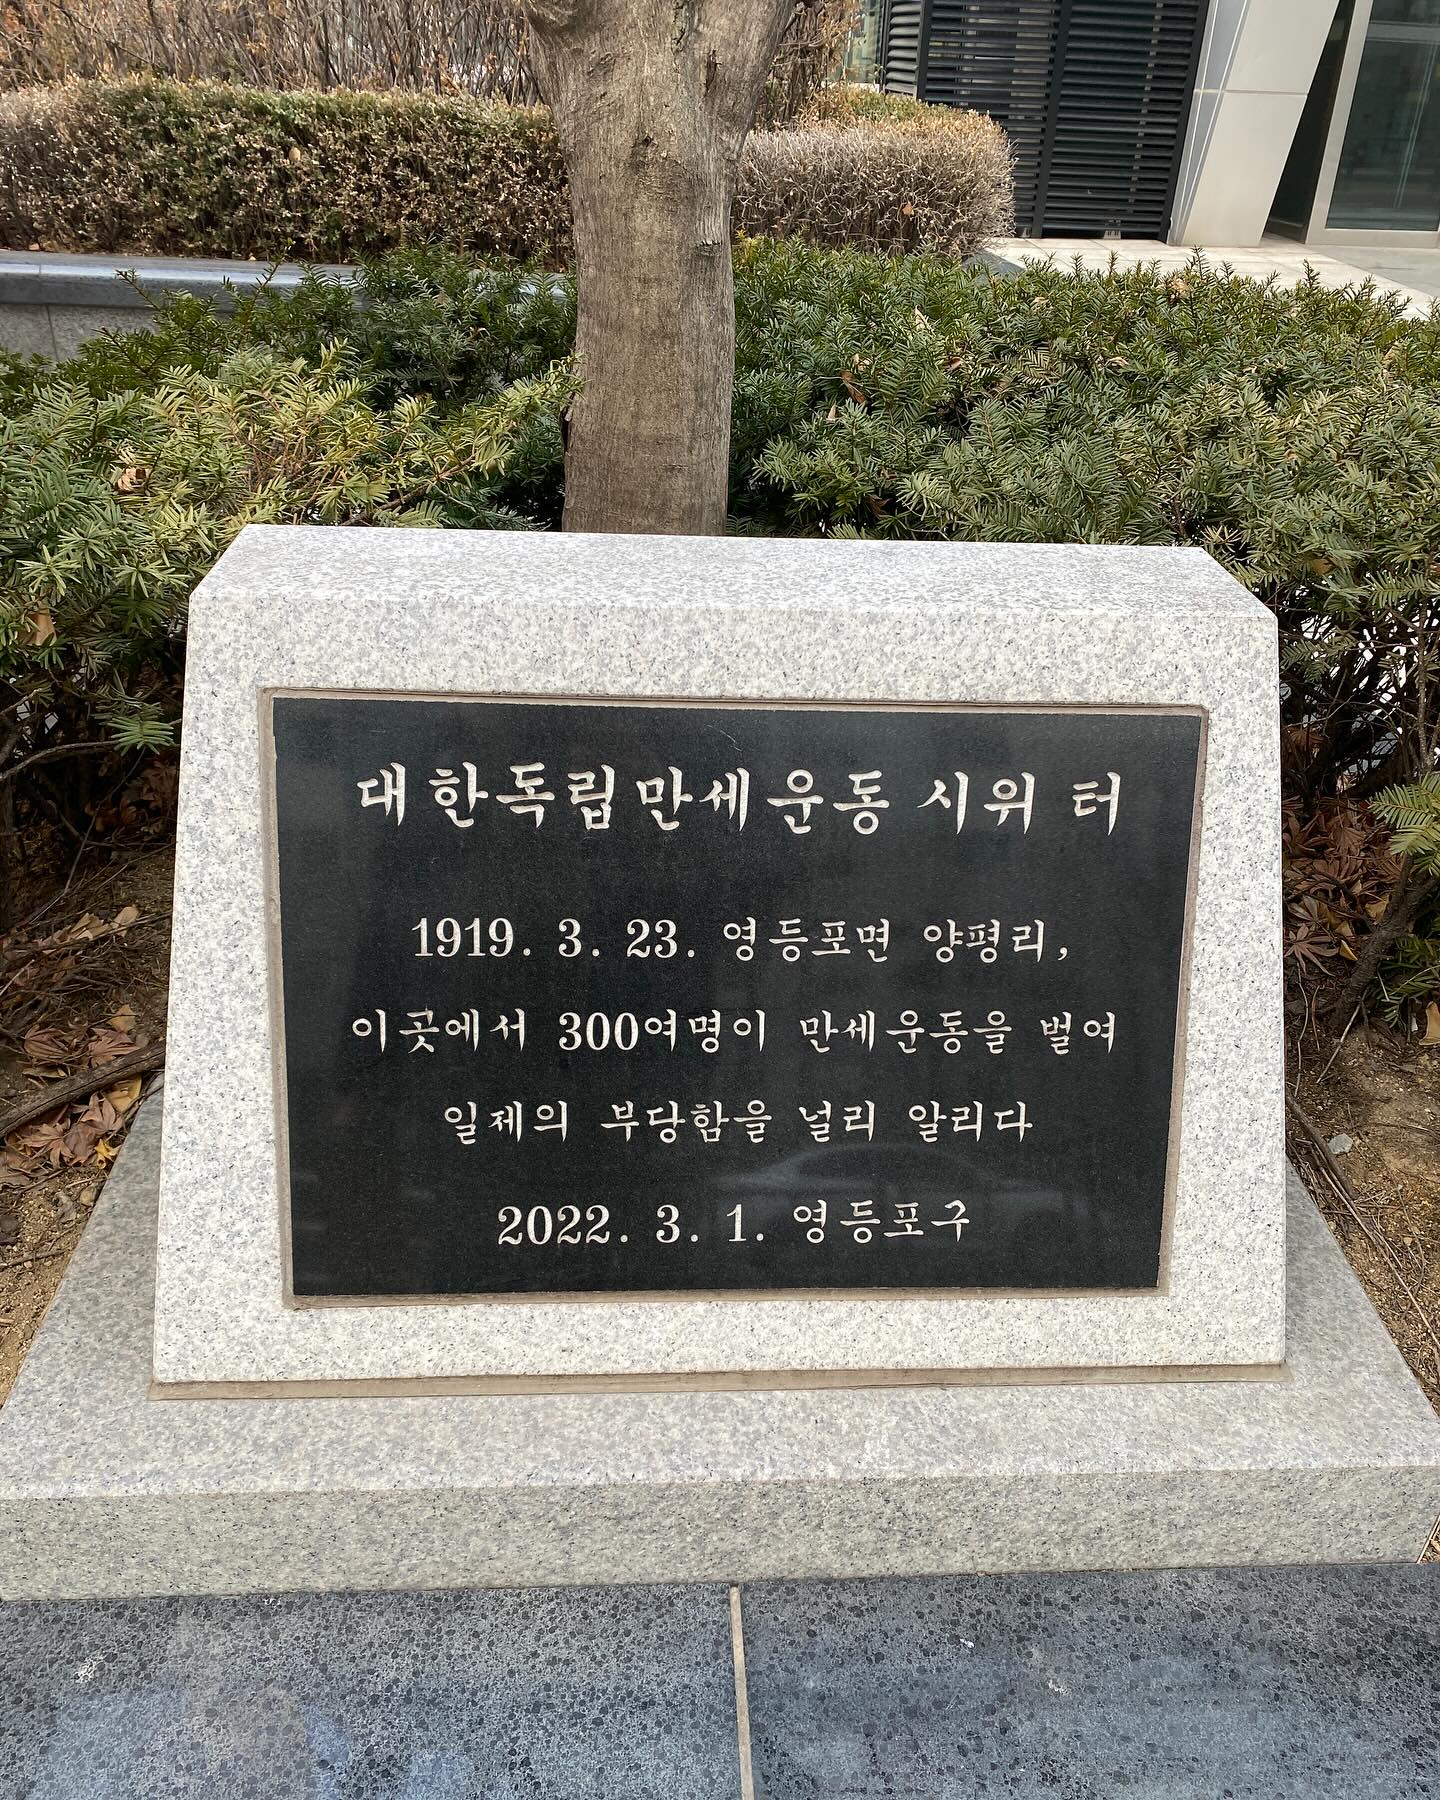 대한독립만세운동 시위 터
1919. 3. 23. 영등포면 양평리,
이곳에서 300여명이 만세운동을 벌여
일제의 부당함을 널리 알리다
2022. 3. 1. 영등포구